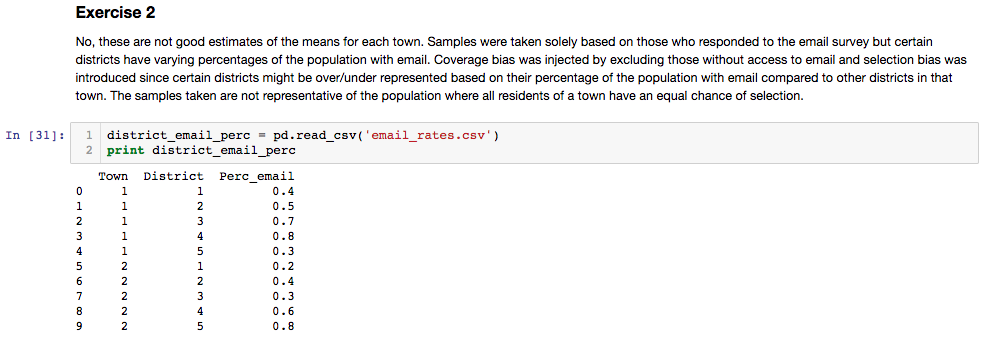 Exercise 2
No, these are not good estimates of the means for each town. Samples were taken solely based on those who responded to the email survey but certain
districts have varying percentages of the population with email. Coverage bias was injected by excluding those without access to email and selection bias was
introduced since certain districts might be over/under represented based on their percentage of the population with email compared to other districts in that
town. The samples taken are not representative of the population where all residents of a town have an equal chance of selection.
In [31]: 1 district_email_perc = pd.read_csv('email_rates.csv')
2 print district_email_perc
Town District Perc_email
0 1 1 0.4
1 1 2 0.5
2 1 3 0.7
3 1 4 0.8
4 1 5 0.3
5 2 1 0.2
6 2 2 0.4
7 2 3 0.3
8 2 4 0.6
9 2 5 0.8